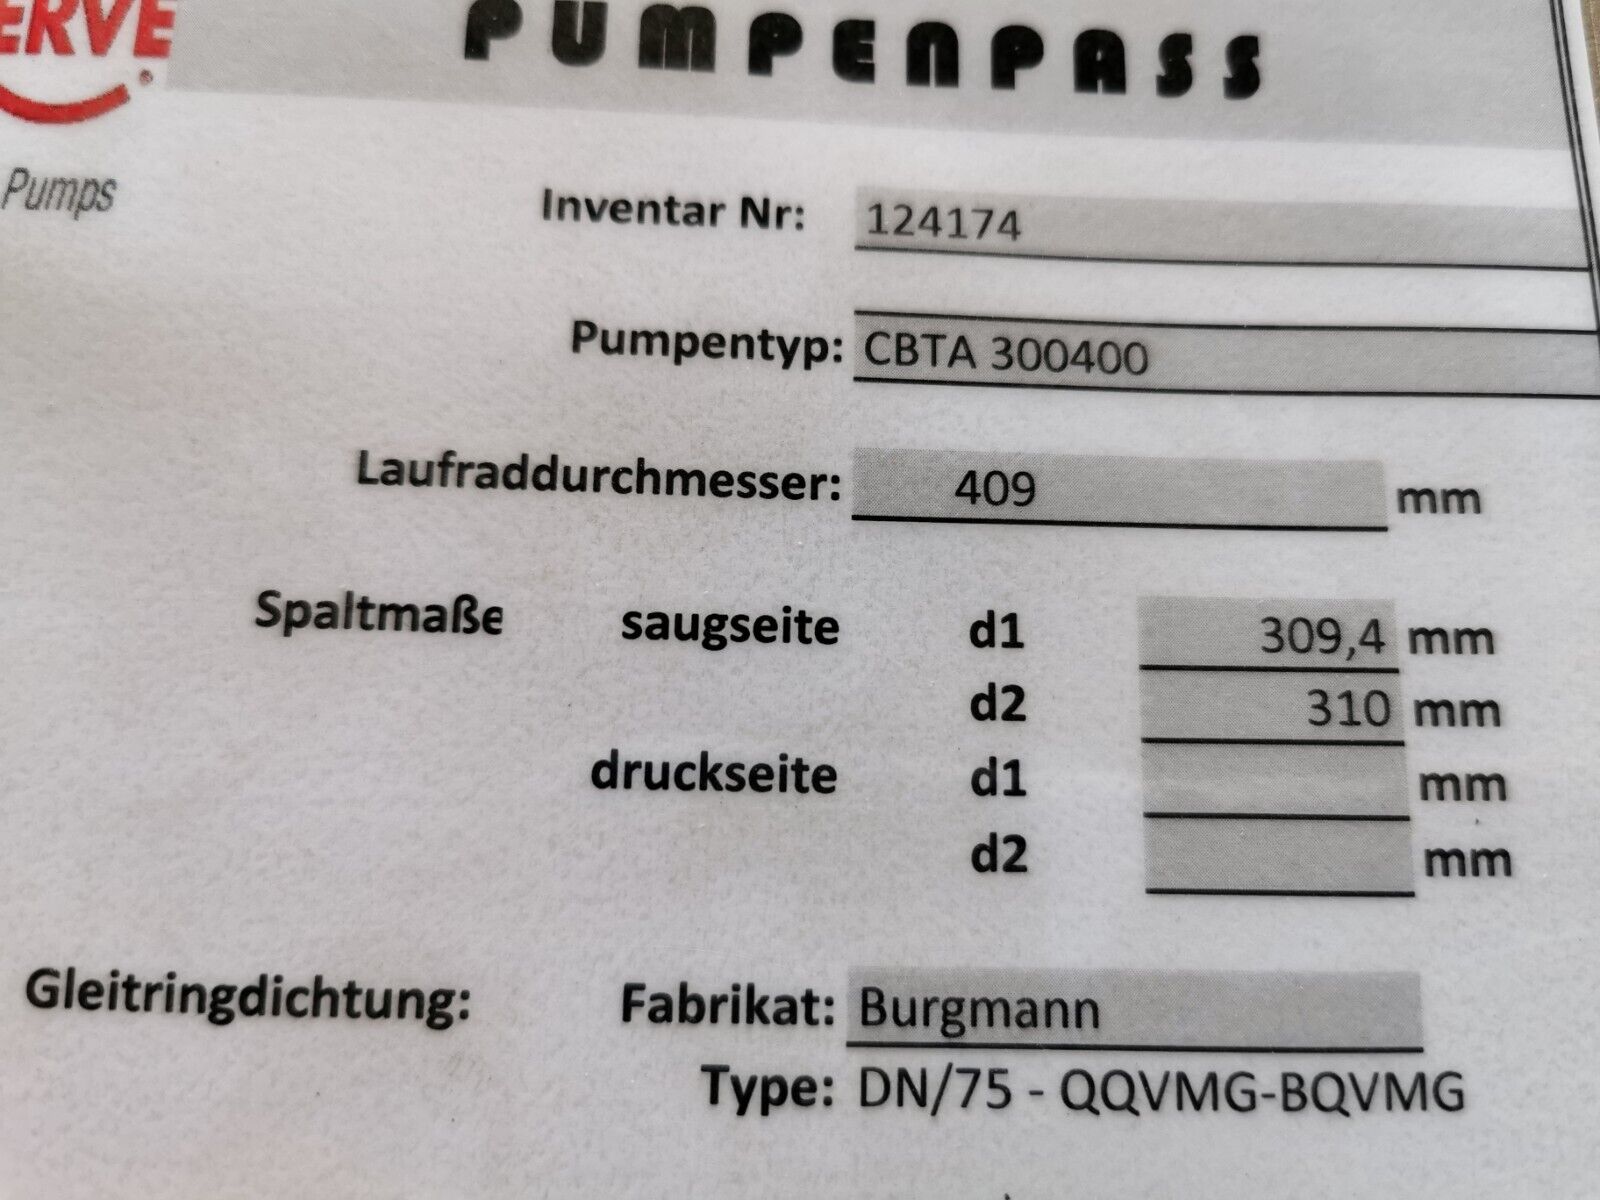 ERVE PUMPENPASS
®
Pumps
Inventar Nr: 124174
Pumpentyp: CBTA 300400
Laufraddurchmesser: 409 mm
Spaltmaße saugseite d1 309,4 mm
d2 310 mm
druckseite d1 mm
d2 mm
Gleitringdichtung: Fabrikat: Burgmann
Type: DN/75 - QQVMG-BQVMG